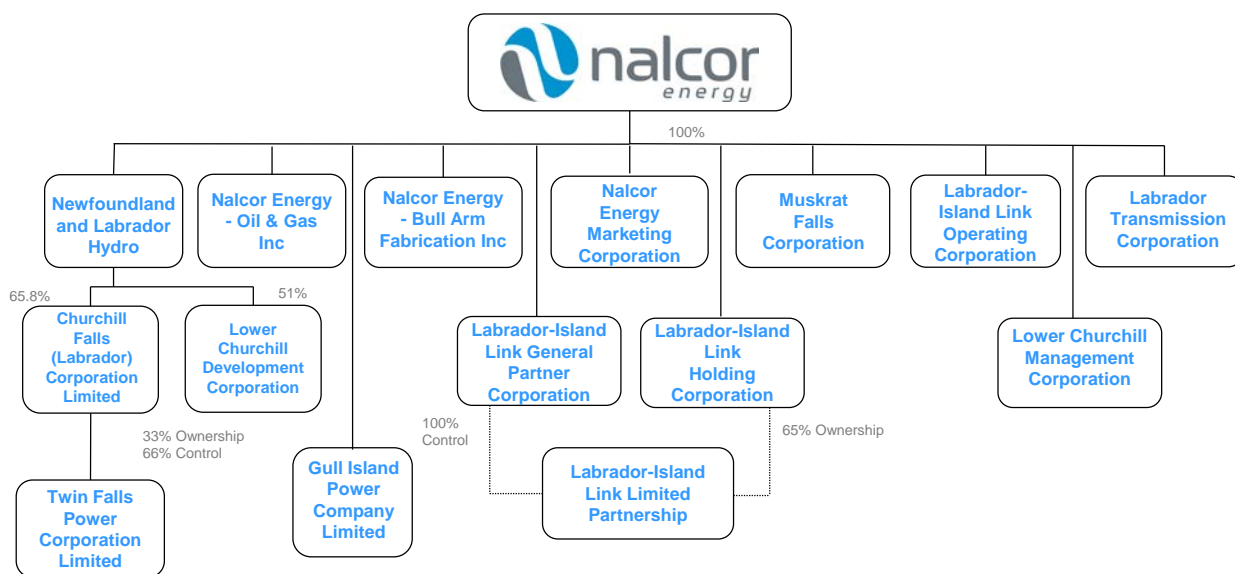 nalcor
energy
100%
Newfoundland
and Labrador
Hydro
Nalcor Energy
- Oil & Gas
Inc
Nalcor Energy
- Bull Arm
Fabrication Inc
Nalcor
Energy
Marketing
Corporation
Muskrat
Falls
Corporation
Labrador-
Island Link
Operating
Corporation
Labrador
Transmission
Corporation
65.8%
51%
Churchill
Falls
(Labrador)
Corporation
Limited
Lower
Churchill
Development
Corporation
Labrador-Island
Link General
Partner
Corporation
Labrador-Island
Link
Holding
Corporation
Lower Churchill
Management
Corporation
33% Ownership
66% Control
100%
Control
65% Ownership
Twin Falls
Power
Corporation
Limited
Gull Island
Power
Company
Limited
Labrador-Island
Link Limited
Partnership